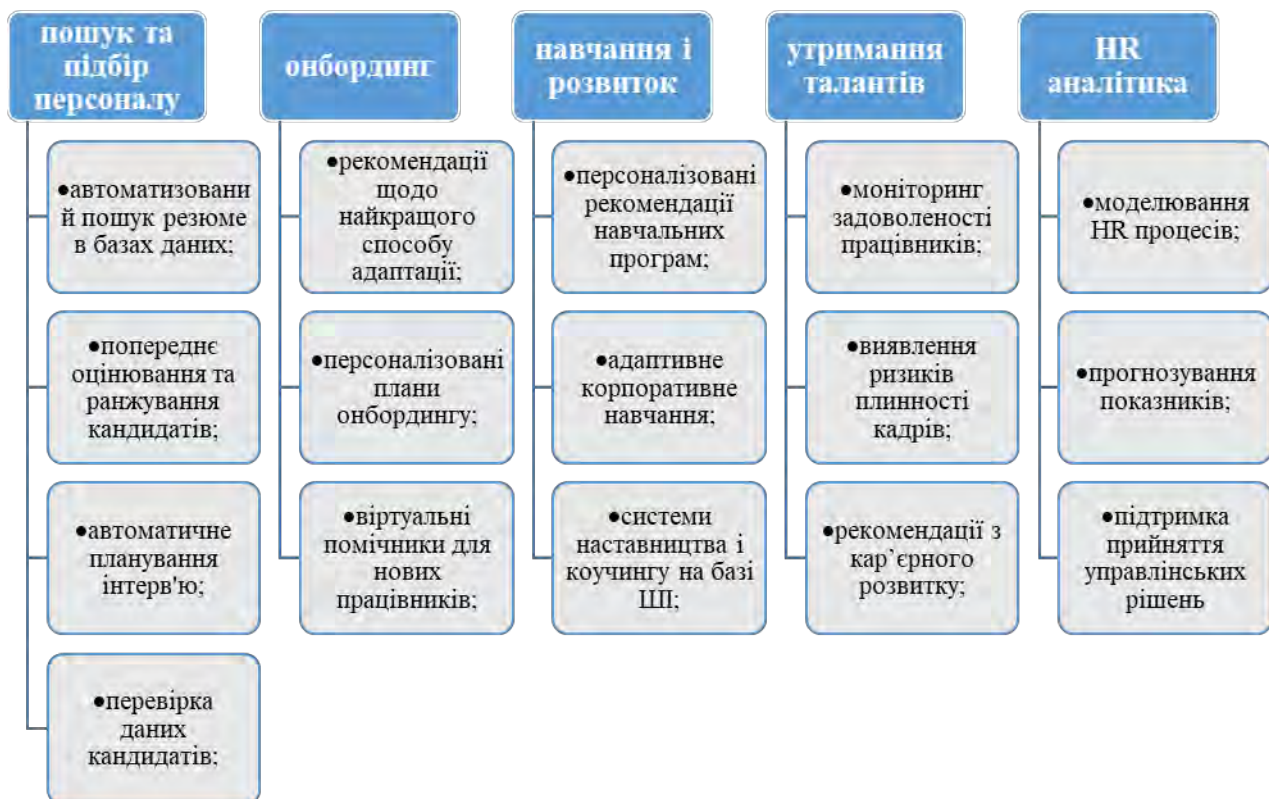 пошук та
підбір
персоналу
●автоматизовани
й пошук резюме
в базах даних;
●попереднє
оцінювання та
ранжування
кандидатів;
●автоматичне
планування
інтерв'ю;
●перевірка
даних
кандидатів;
онбординг
●рекомендації
щодо
найкращого
способу
адаптації;
●персоналізовані
плани
онбордингу;
●віртуальні
помічники для
нових
працівників;
навчання і
розвиток
●персоналізовані
рекомендації
навчальних
програм;
●адаптивне
корпоративне
навчання;
●системи
наставництва і
коучингу на базі
ШІ;
утримання
талантів
●моніторинг
задоволеності
працівників;
●виявлення
ризиків
плинності
кадрів;
●рекомендації з
кар’єрного
розвитку;
HR
аналітика
●моделювання
HR процесів;
●прогнозування
показників;
●підтримка
прийняття
управлінських
рішень